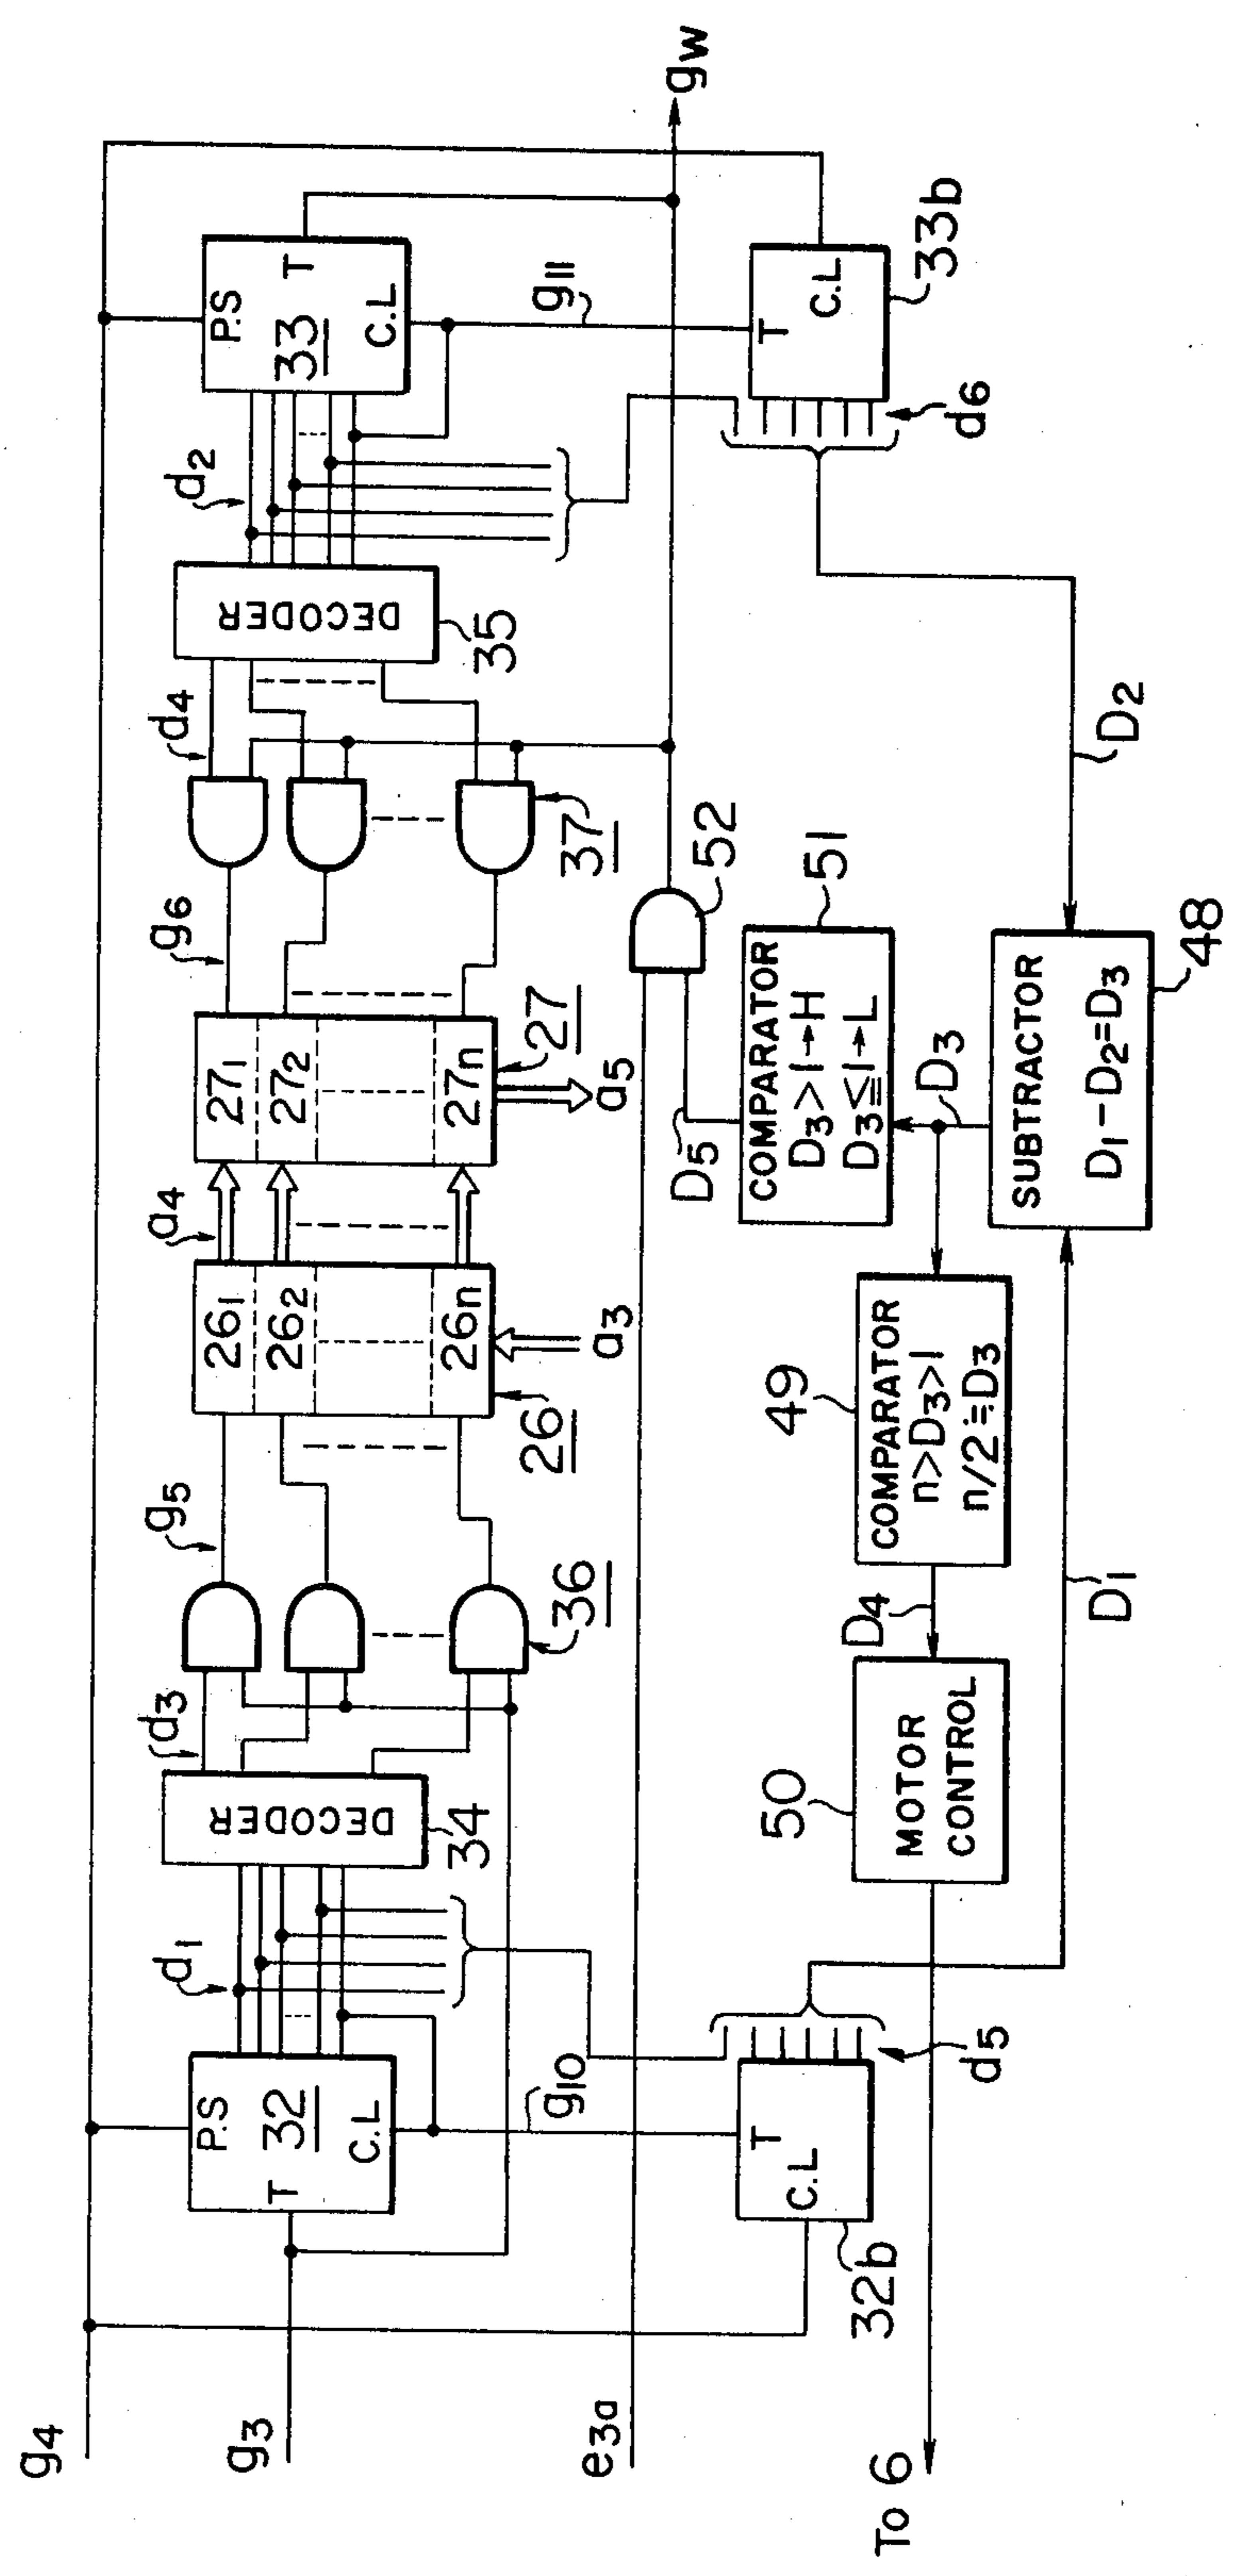 g4
g3
e3a
To 6
P.S
32
T
C.L
d1
DECODER
34
d3
36
g5
g10
T
C.L
32b
d5
261
262
26n
26
a3
a4
271
272
27n
27
a5
g6
37
d4
DECODER
35
d2
P.S
33
T
C.L
g11
T
C.L
33b
d6
gw
52
D5
COMPARATOR
D3>1→H
D3≦1→L
51
D3
SUBTRACTOR
D1-D2=D3
48
D2
D1
COMPARATOR
n>D3>1
n/2≒D3
49
D4
MOTOR
CONTROL
50